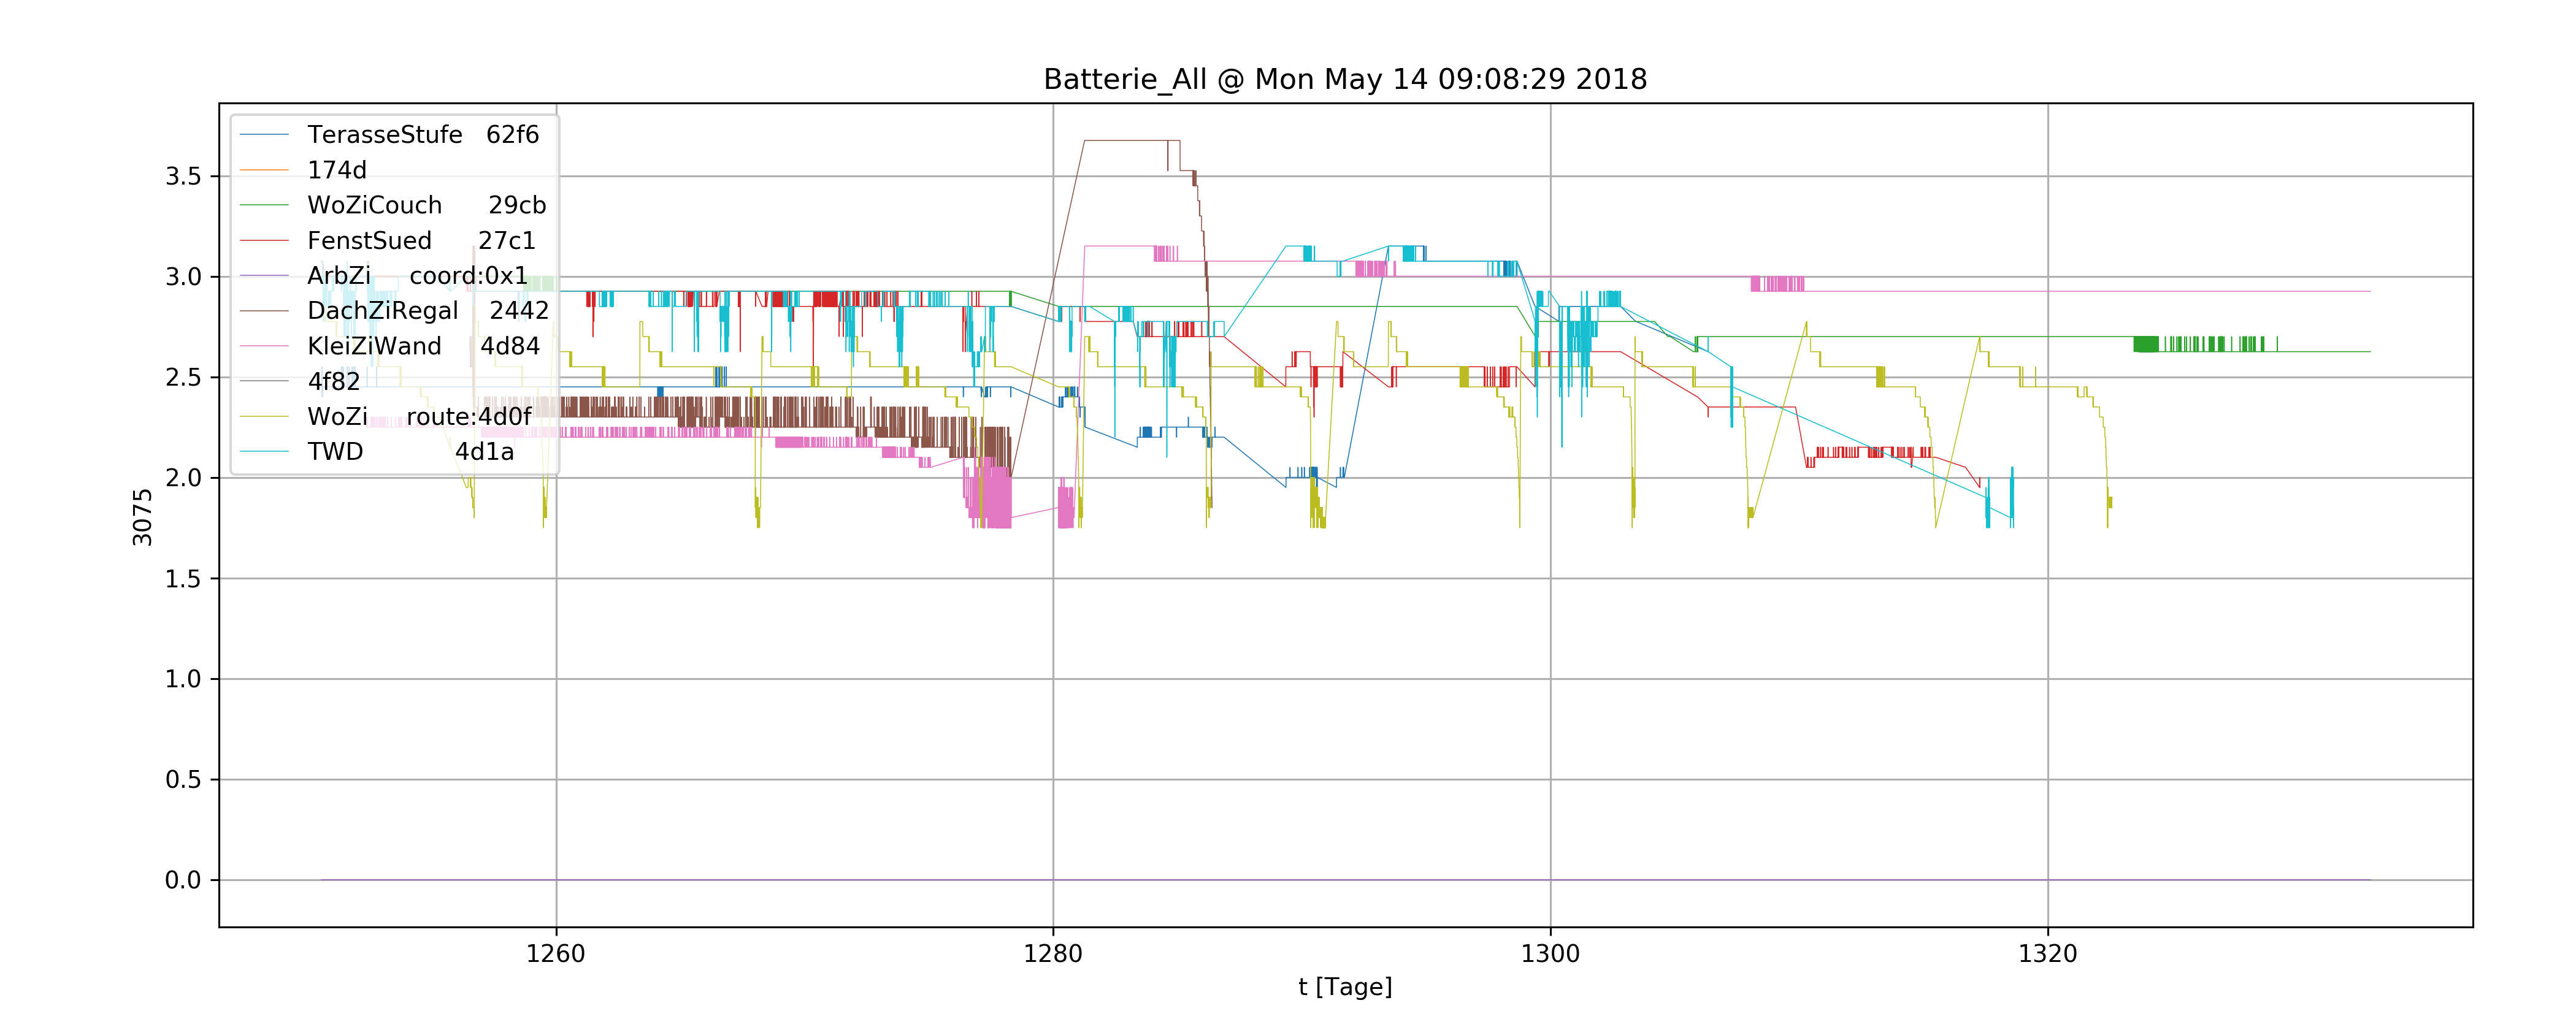 Batterie_All @ Mon May 14 09:08:29 2018
TerasseStufe 62f6
174d
WoZiCouch 29cb
FenstSued 27c1
ArbZi coord:0x1
DachZiRegal 2442
KleiZiWand 4d84
4f82
WoZi route:4d0f
TWD 4d1a
3.5
3.0
2.5
2.0
1.5
1.0
0.5
0.0
3075
1260 1280 1300 1320
t [Tage]